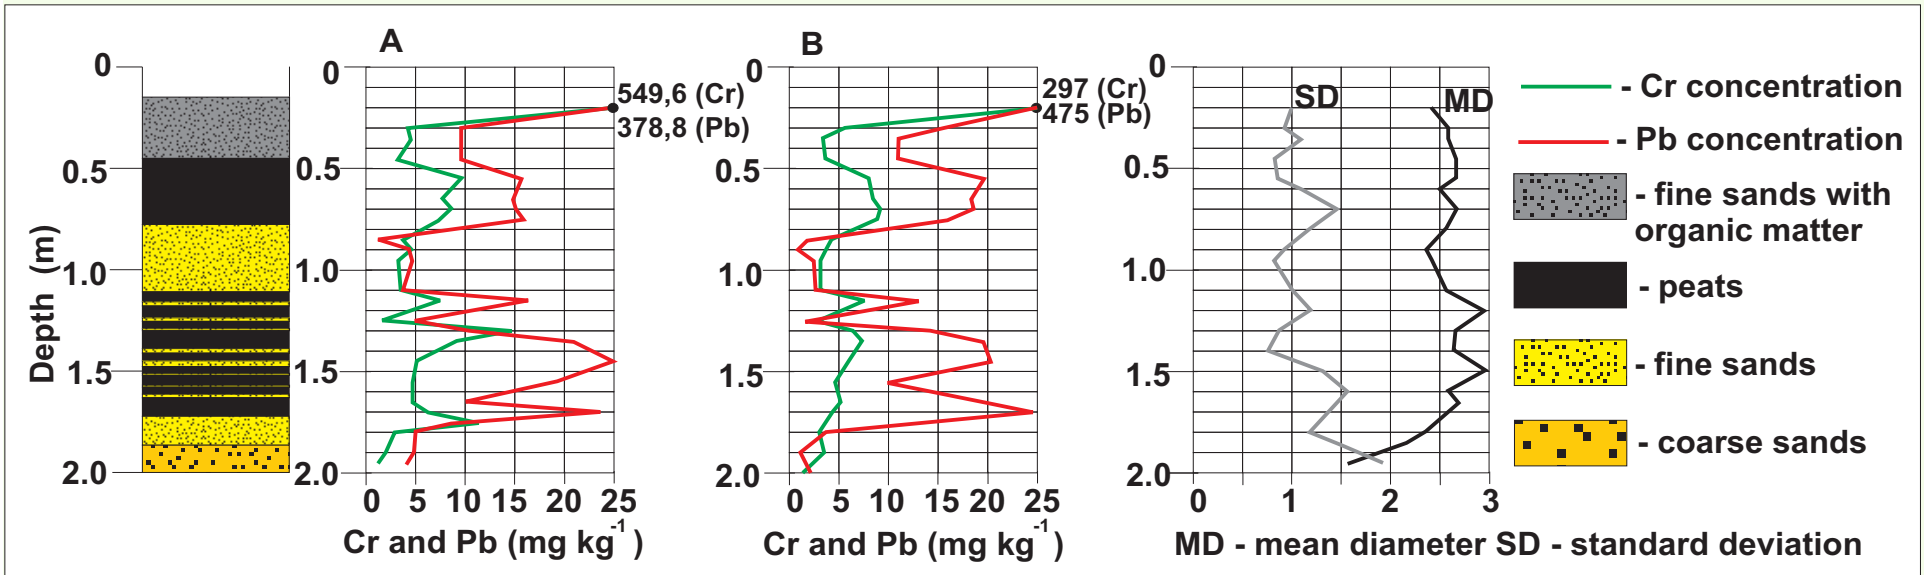 A
B
0
0.5
1.0
1.5
2.0
Depth (m)
0
0.5
1.0
1.5
2.0
549,6 (Cr)
378,8 (Pb)
0 5 10 15 20 25
Cr and Pb (mg kg-1)
0
0.5
1.0
1.5
2.0
297 (Cr)
475 (Pb)
0 5 10 15 20 25
Cr and Pb (mg kg-1)
0
0.5
1.0
1.5
2.0
SD MD
0 1 2 3
MD - mean diameter SD - standard deviation
- Cr concentration
- Pb concentration
- fine sands with
organic matter
- peats
- fine sands
- coarse sands